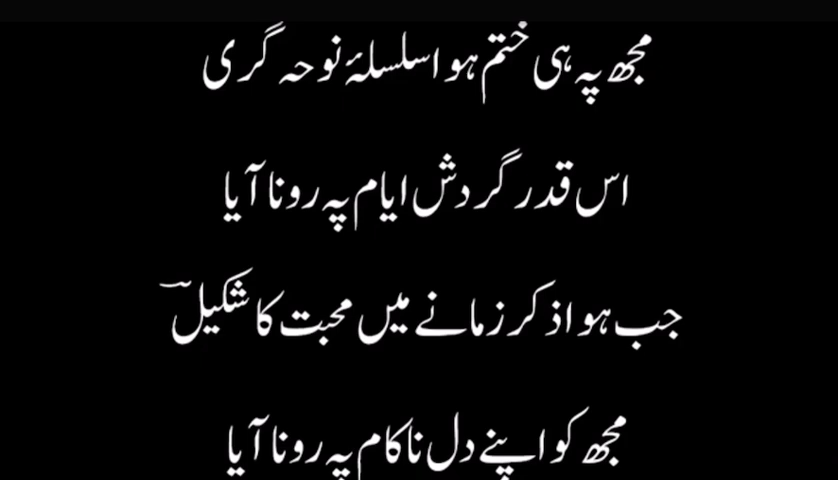 مجھ پہ ہی ختم ہوا سلسلۂ نوحہ گری
اس قدر گردش ایام پہ رونا آیا
جب ہوا ذکر زمانے میں محبت کا شکیلؔ
مجھ کو اپنے دل ناکام پہ رونا آیا